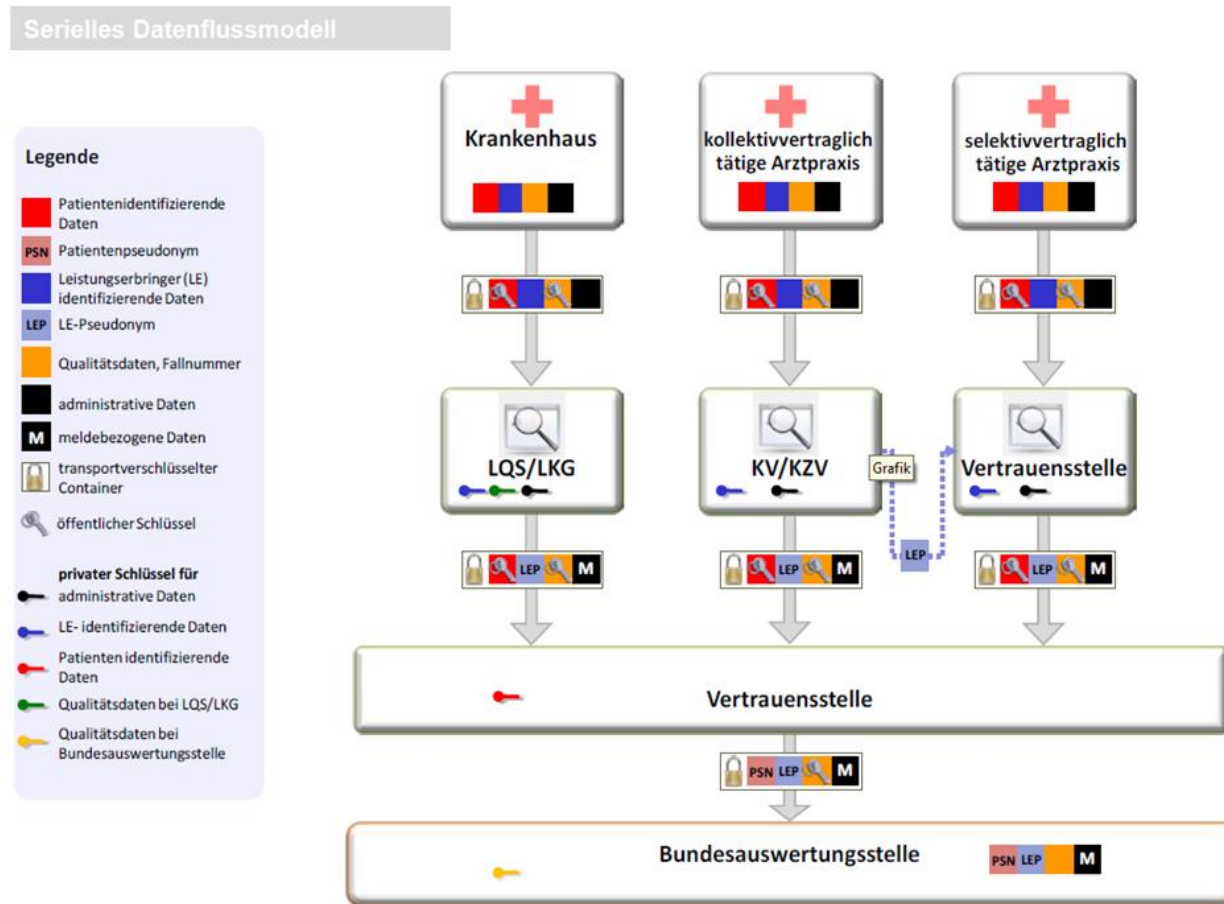 Serielles Datenflussmodell
Krankenhaus
kollektivvertraglich
tätige Arztpraxis
selektivvertraglich
tätige Arztpraxis
Legende
Patientenidentifizierende
Daten
PSN Patientenpseudonym
Leistungserbringer (LE)
identifizierende Daten
LEP LE-Pseudonym
Qualitätsdaten, Fallnummer
administrative Daten
M meldebezogene Daten
transportverschlüsselter
Container
öffentlicher Schlüssel
privater Schlüssel für
administrative Daten
LE- identifizierende Daten
Patienten identifizierende
Daten
Qualitätsdaten bei LQS/LKG
Qualitätsdaten bei
Bundesauswertungsstelle
LQS/LKG
KV/KZV
Grafik
Vertrauensstelle
LEP
LEP M
LEP M
LEP M
Vertrauensstelle
PSN LEP M
Bundesauswertungsstelle
PSN LEP M